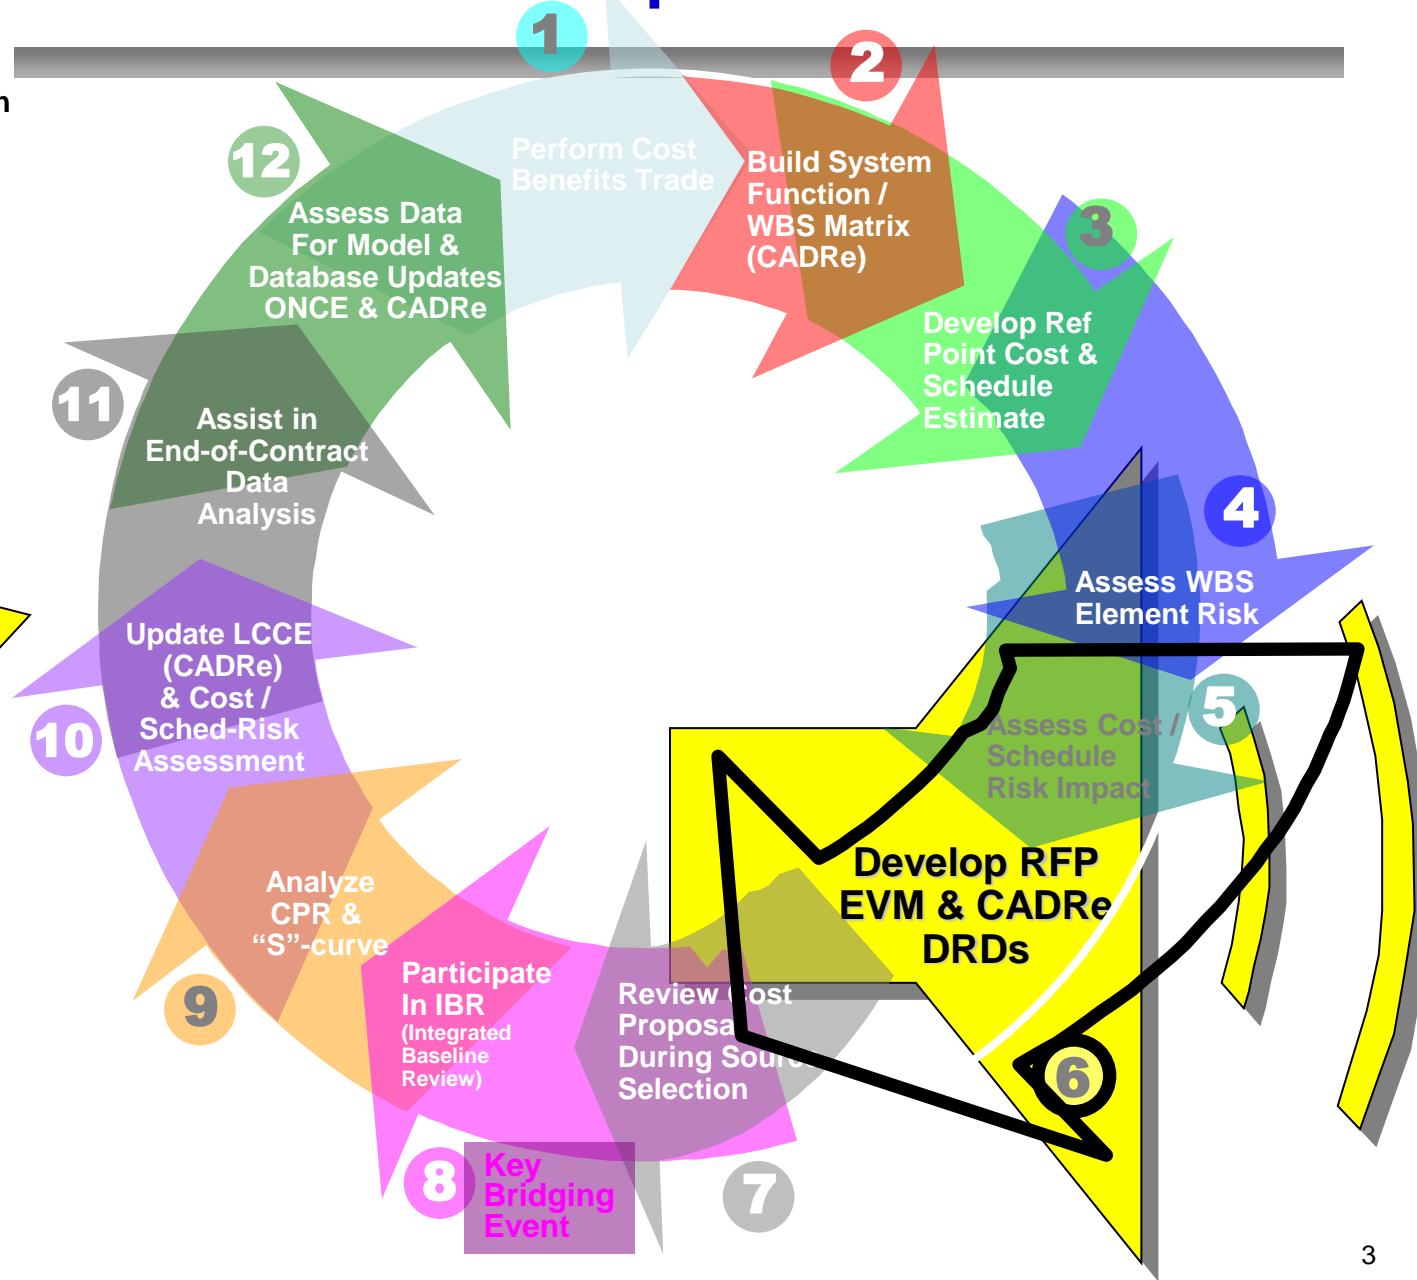 1
Perform Cost
Benefits Trade
2
Build System
Function /
WBS Matrix
(CADRe)
3
Develop Ref
Point Cost &
Schedule
Estimate
4
Assess WBS
Element Risk
5
Assess Cost /
Schedule
Risk Impact
6
Develop RFP
EVM & CADRe
DRDs
7
Review Cost
Proposa
During Sour
Selection
8
Key
Bridging
Event
Participate
In IBR
(Integrated
Baseline
Review)
9
Analyze
CPR &
“S”-curve
10
Update LCCE
(CADRe)
& Cost /
Sched-Risk
Assessment
11
Assist in
End-of-Contract
Data
Analysis
12
Assess Data
For Model &
Database Updates
ONCE & CADRe
3